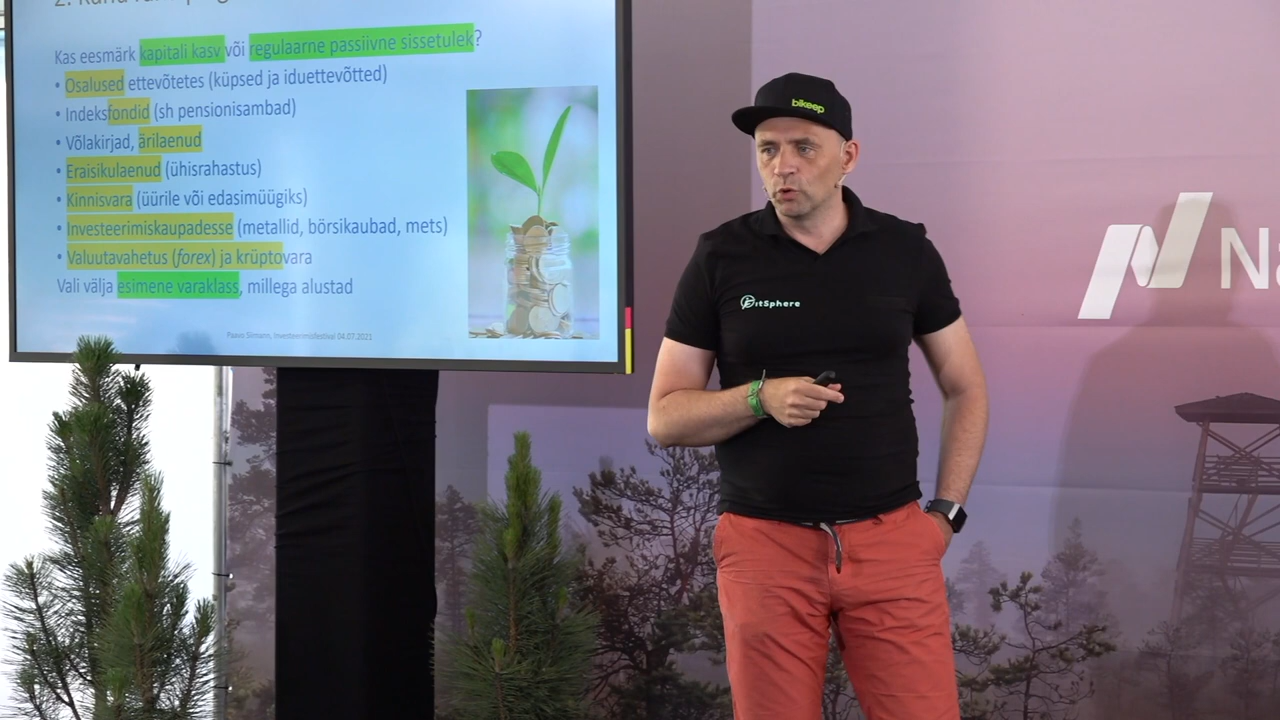 Kas eesmärk kapitali kasv või regulaarne passiivne sissetulek?
• Osalused ettevõtetes (küpsed ja iduettevõtted)
• Indeksfondid (sh pensionisambad)
• Võlakirjad, ärilaenud
• Eraisikulaenud (ühisrahastus)
• Kinnisvara (üürile või edasimüügiks)
• Investeerimiskaupadesse (metallid, börsikaubad, mets)
• Valuutavahetus (forex) ja krüptovara
Vali välja esimene varaklass, millega alustad
Paavo Siimann, Investeerimisfestival 04.07.2021
bikeep
FitSphere
Na